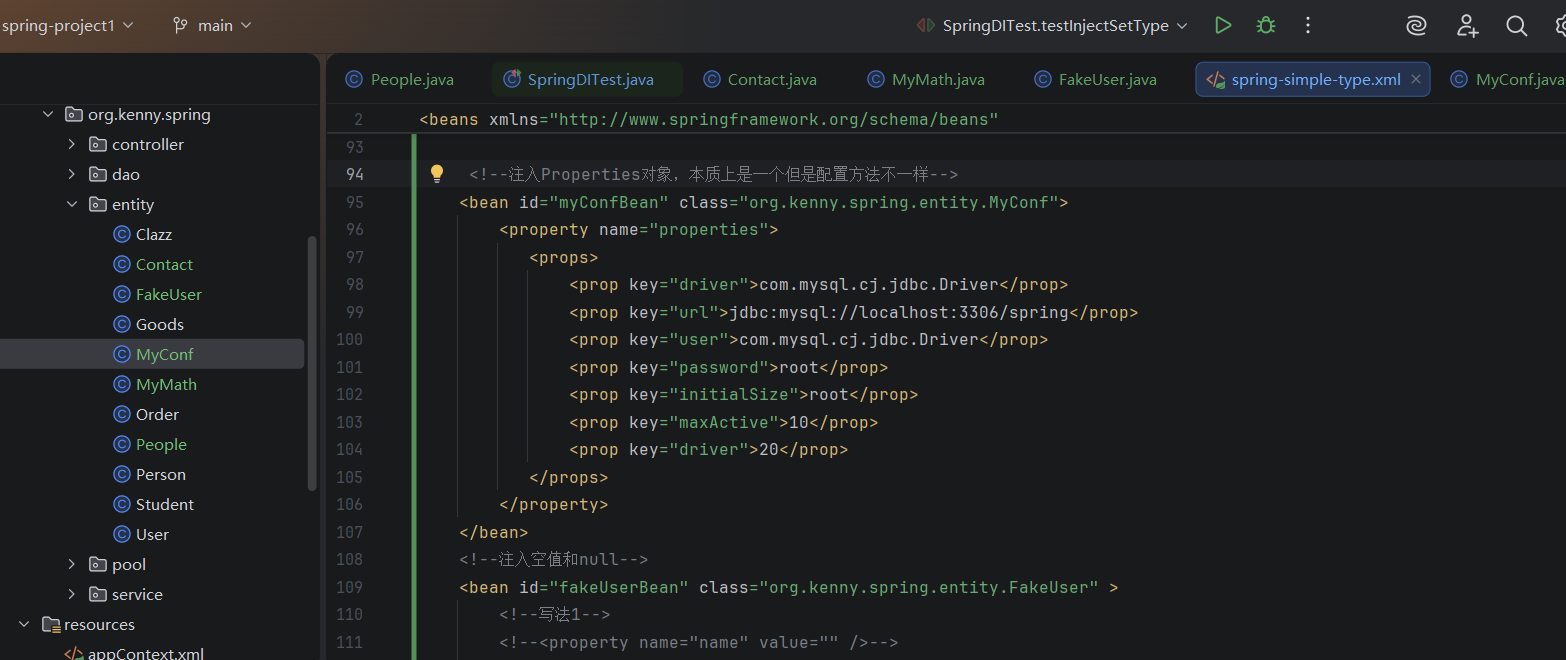 spring-project1
main
SpringDITest.testInjectSetType
People.java
SpringDITest.java
Contact.java
MyMath.java
FakeUser.java
spring-simple-type.xml
MyConf.java
org.kenny.spring
controller
dao
entity
Clazz
Contact
FakeUser
Goods
MyConf
MyMath
Order
People
Person
Student
User
pool
service
resources
appContext.xml
2 <beans xmlns="http://www.springframework.org/schema/beans"
93
94 <!--注入Properties对象，本质上是一个但是配置方法不一样-->
95 <bean id="myConfBean" class="org.kenny.spring.entity.MyConf">
96 <property name="properties">
97 <props>
98 <prop key="driver">com.mysql.cj.jdbc.Driver</prop>
99 <prop key="url">jdbc:mysql://localhost:3306/spring</prop>
100 <prop key="user">com.mysql.cj.jdbc.Driver</prop>
101 <prop key="password">root</prop>
102 <prop key="initialSize">root</prop>
103 <prop key="maxActive">10</prop>
104 <prop key="driver">20</prop>
105 </props>
106 </property>
107 </bean>
108 <!--注入空值和null-->
109 <bean id="fakeUserBean" class="org.kenny.spring.entity.FakeUser" >
110 <!--写法1-->
111 <!--<property name="name" value="" />-->